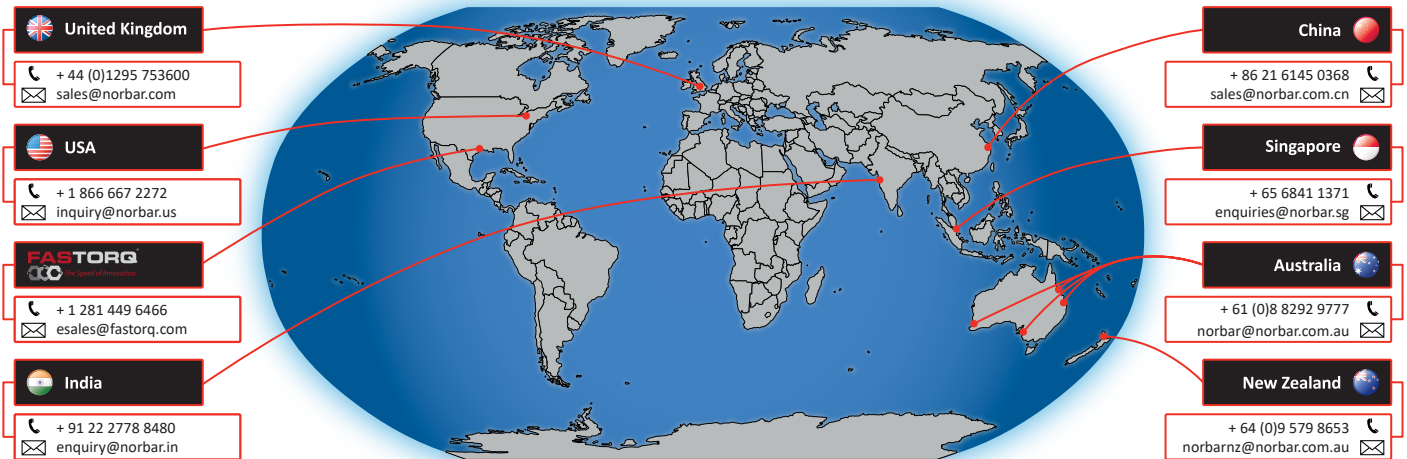 United Kingdom
+ 44 (0)1295 753600
sales@norbar.com
USA
+ 1 866 667 2272
inquiry@norbar.us
FASTORQ
The Speed of Innovation
+ 1 281 449 6466
esales@fastorq.com
India
+ 91 22 2778 8480
enquiry@norbar.in
China
+ 86 21 6145 0368
sales@norbar.com.cn
Singapore
+ 65 6841 1371
enquiries@norbar.sg
Australia
+ 61 (0)8 8292 9777
norbar@norbar.com.au
New Zealand
+ 64 (0)9 579 8653
norbarnz@norbar.com.au